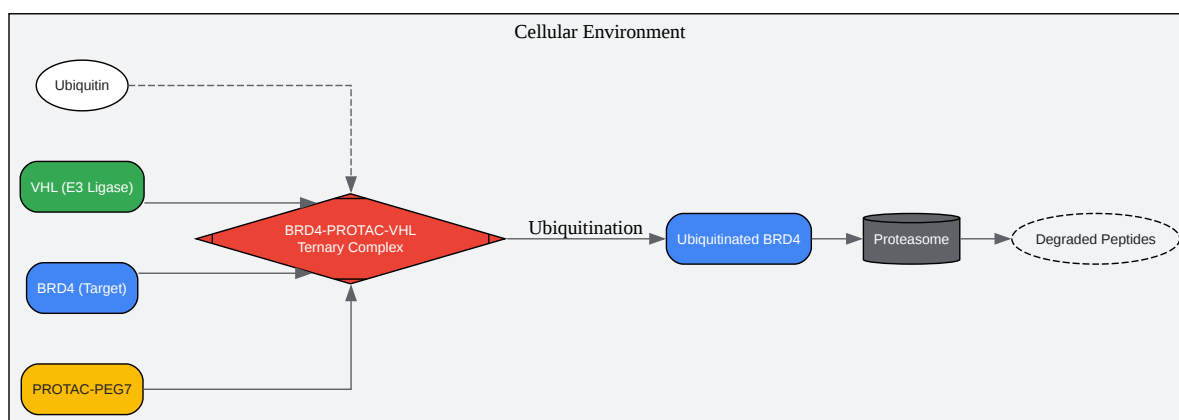 Cellular Environment
Ubiquitin
VHL (E3 Ligase)
BRD4-PROTAC-VHL
Ternary Complex
Ubiquitination
Ubiquitinated BRD4
Proteasome
Degraded Peptides
BRD4 (Target)
PROTAC-PEG7